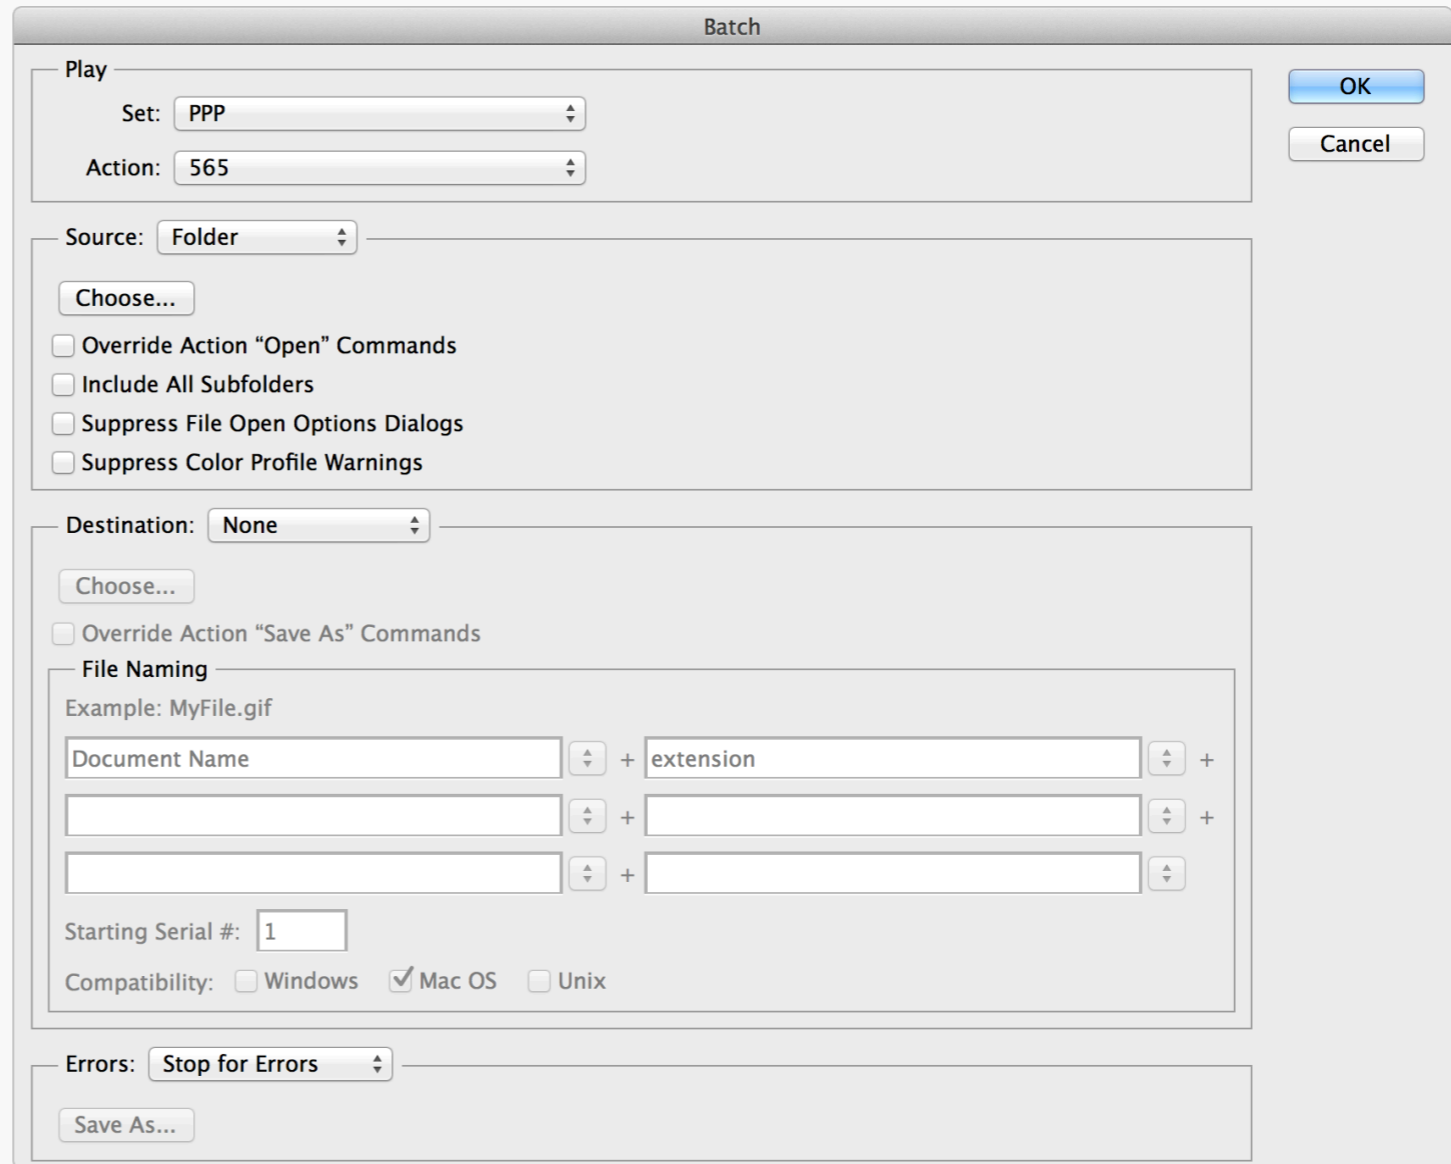 Batch
Play
OK
Set: PPP
Cancel
Action: 565
Source: Folder
Choose...
Override Action “Open” Commands
Include All Subfolders
Suppress File Open Options Dialogs
Suppress Color Profile Warnings
Destination: None
Choose...
Override Action “Save As” Commands
File Naming
Example: MyFile.gif
Document Name + extension +
+ +
+
Starting Serial #: 1
Compatibility: Windows Mac OS Unix
Errors: Stop for Errors
Save As...